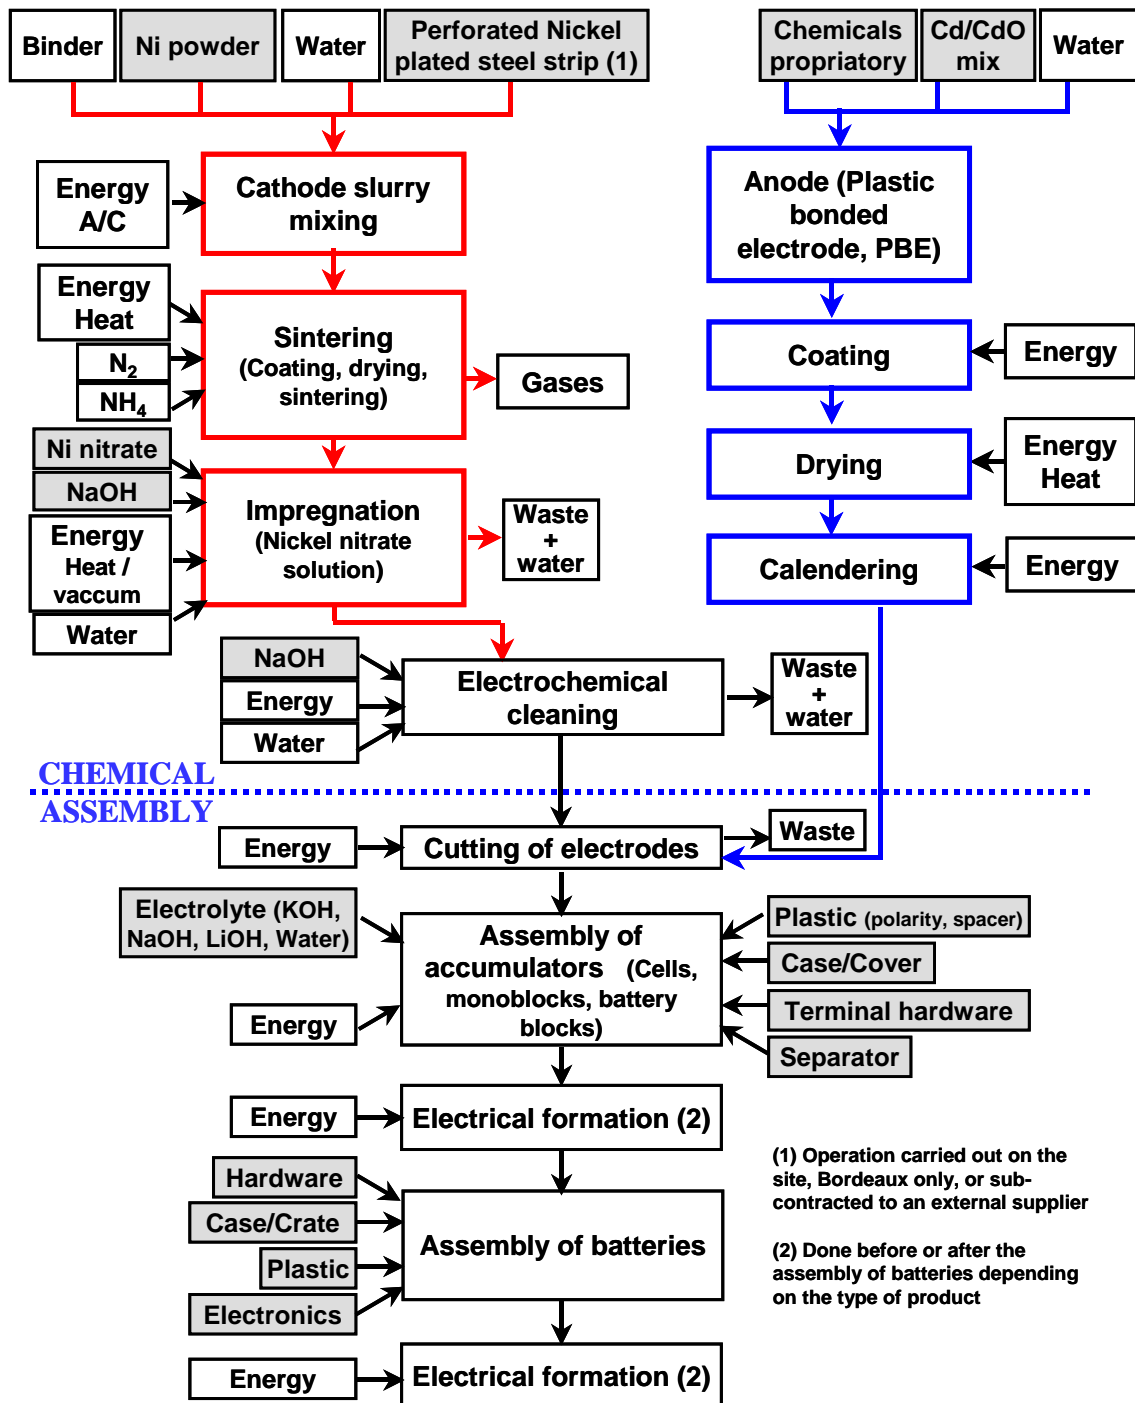 Binder
Ni powder
Water
Perforated Nickel
plated steel strip (1)
Chemicals
propriatory
Cd/CdO
mix
Water
Energy
A/C
Cathode slurry
mixing
Anode (Plastic
bonded
electrode, PBE)
Energy
Heat
N2
NH4
Sintering
(Coating, drying,
sintering)
Gases
Coating
Energy
Ni nitrate
NaOH
Energy
Heat /
vaccum
Water
Impregnation
(Nickel nitrate
solution)
Waste
+
water
Drying
Energy
Heat
Calendering
Energy
NaOH
Energy
Water
Electrochemical
cleaning
Waste
+
water
CHEMICAL
ASSEMBLY
Energy
Cutting of electrodes
Waste
Electrolyte (KOH,
NaOH, LiOH, Water)
Energy
Assembly of
accumulators (Cells,
monoblocks, battery
blocks)
Plastic (polarity, spacer)
Case/Cover
Terminal hardware
Separator
Energy
Electrical formation (2)
Hardware
Case/Crate
Plastic
Electronics
Assembly of batteries
(1) Operation carried out on the
site, Bordeaux only, or sub-
contracted to an external supplier
(2) Done before or after the
assembly of batteries depending
on the type of product
Energy
Electrical formation (2)